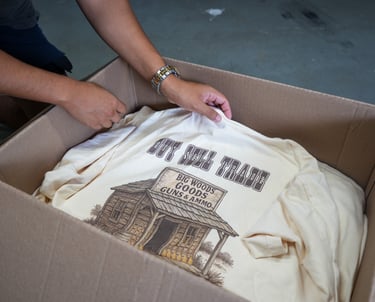 BUY SELL TRADE
BIG WOODS
GOODS
GUNS & AMMO.